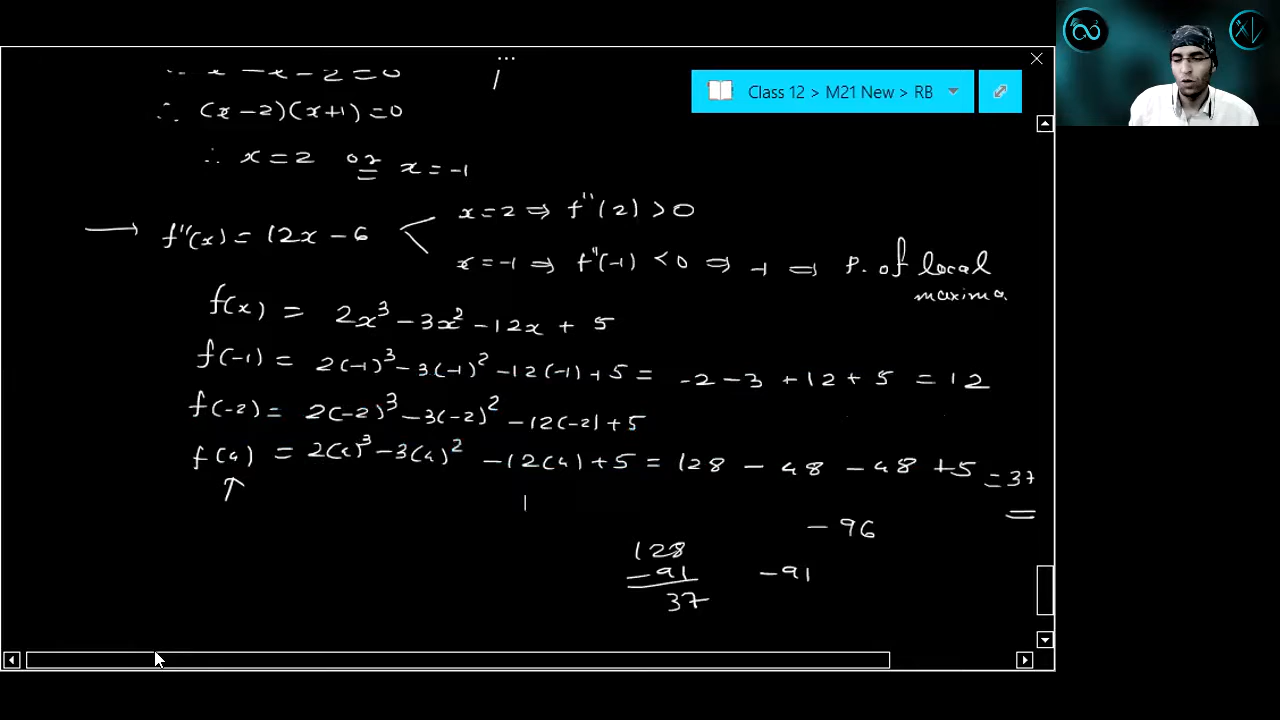 ∴ x² - x - 2 = 0
∴ (x-2)(x+1)=0
∴ x = 2 or x = -1
Class 12 > M21 New > RB
→ f''(x) = 12x - 6
x=2 ⇒ f''(2) > 0
x=-1 ⇒ f''(-1) < 0 ⇒ -1 ⇒ P. of local maxima
f(x) = 2x³ - 3x² - 12x + 5
f(-1) = 2(-1)³ - 3(-1)² - 12(-1) + 5 = -2 - 3 + 12 + 5 = 12
f(-2) = 2(-2)³ - 3(-2)² - 12(-2) + 5
f(4) = 2(4)³ - 3(4)² - 12(4) + 5 = 128 - 48 - 48 + 5 = 37
- 96
128
- 91
37
- 91